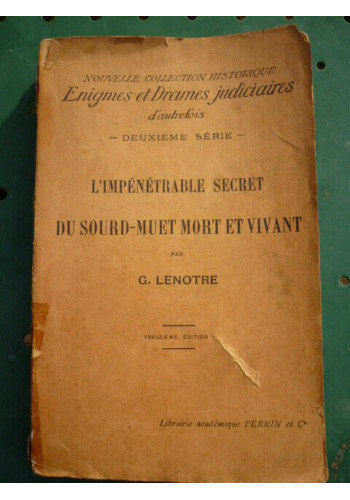 NOUVELLE COLLECTION HISTORIQUE
Enigmes et Drames judiciaires
d'autrefois
— DEUXIÈME SÉRIE —
L'IMPÉNÉTRABLE SECRET
DU SOURD-MUET MORT ET VIVANT
PAR
G. LENOTRE
TREIZIÈME ÉDITION
Librairie académique PERRIN et Cie